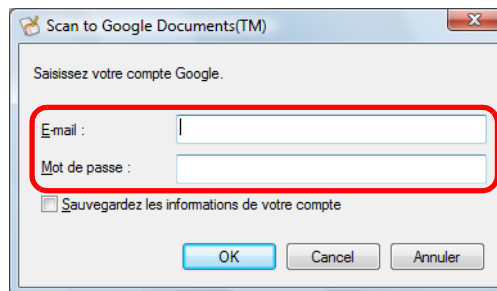 Scan to Google Documents(TM)
Saisissez votre compte Google.
E-mail :
Mot de passe :
Sauvegardez les informations de votre compte
OK Cancel Annuler